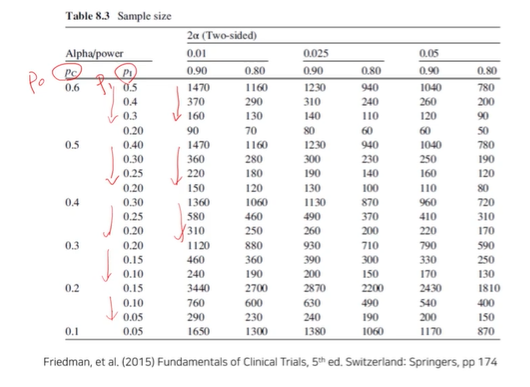 Table 8.3 Sample size
2α (Two-sided)
Alpha/power 0.01 0.025 0.05
p0 pC p1 pI 0.90 0.80 0.90 0.80 0.90 0.80
0.6 0.5 1470 1160 1230 940 1040 780
0.4 370 290 310 240 260 200
0.3 160 130 140 110 120 90
0.20 90 70 80 60 60 50
0.5 0.40 1470 1160 1230 940 1040 780
0.30 360 280 300 230 250 190
0.25 220 180 190 140 160 120
0.20 150 120 130 100 110 80
0.4 0.30 1360 1060 1130 870 960 720
0.25 580 460 490 370 410 310
0.20 310 250 260 200 220 170
0.3 0.20 1120 880 930 710 790 590
0.15 460 360 390 300 330 250
0.10 240 190 200 150 170 130
0.2 0.15 3440 2700 2870 2200 2430 1810
0.10 760 600 630 490 540 400
0.05 290 230 240 190 200 150
0.1 0.05 1650 1300 1380 1060 1170 870
Friedman, et al. (2015) Fundamentals of Clinical Trials, 5th ed. Switzerland: Springers, pp 174